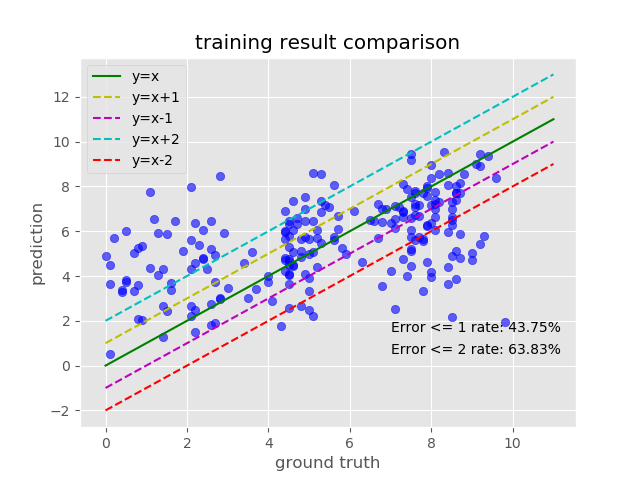 training result comparison
y=x
y=x+1
y=x-1
y=x+2
y=x-2
12
10
8
6
4
2
0
−2
prediction
Error <= 1 rate: 43.75%
Error <= 2 rate: 63.83%
0 2 4 6 8 10
ground truth